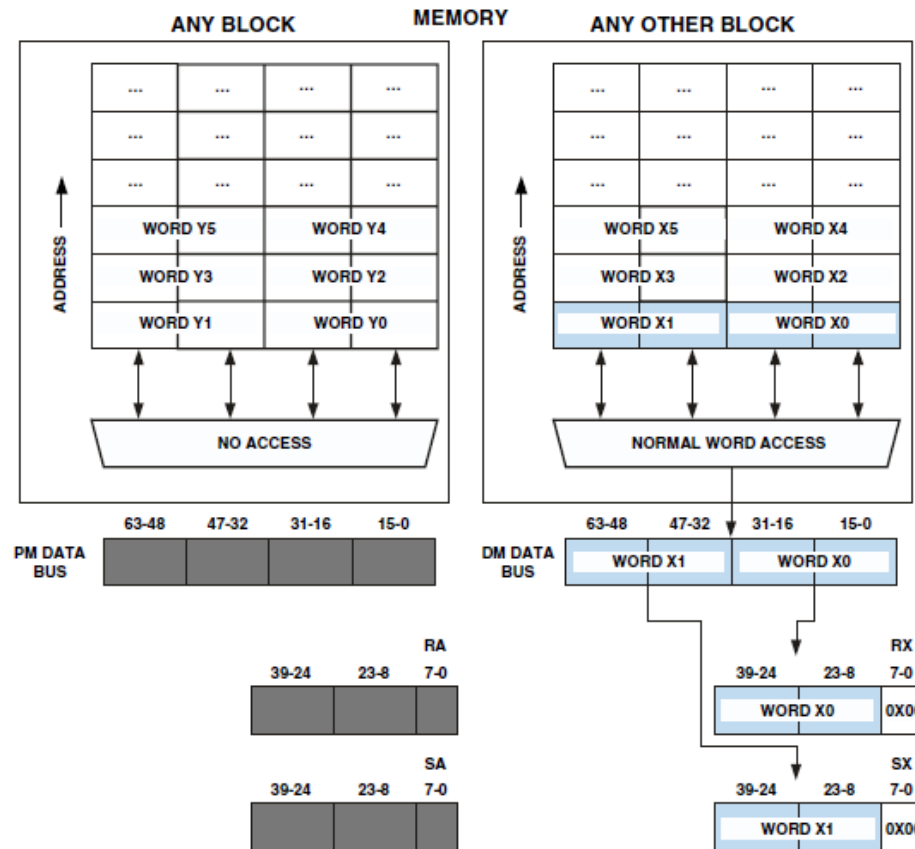 MEMORY
ANY BLOCK
ANY OTHER BLOCK
... ... ... ...
... ... ... ...
... ... ... ...
WORD Y5 WORD Y4
WORD Y3 WORD Y2
WORD Y1 WORD Y0
ADDRESS
NO ACCESS
... ... ... ...
... ... ... ...
... ... ... ...
WORD X5 WORD X4
WORD X3 WORD X2
WORD X1 WORD X0
ADDRESS
NORMAL WORD ACCESS
63-48 47-32 31-16 15-0
PM DATA
BUS
63-48 47-32 31-16 15-0
DM DATA
BUS
WORD X1 WORD X0
RA
39-24 23-8 7-0
RX
39-24 23-8 7-0
WORD X0 0X00
SA
39-24 23-8 7-0
SX
39-24 23-8 7-0
WORD X1 0X00